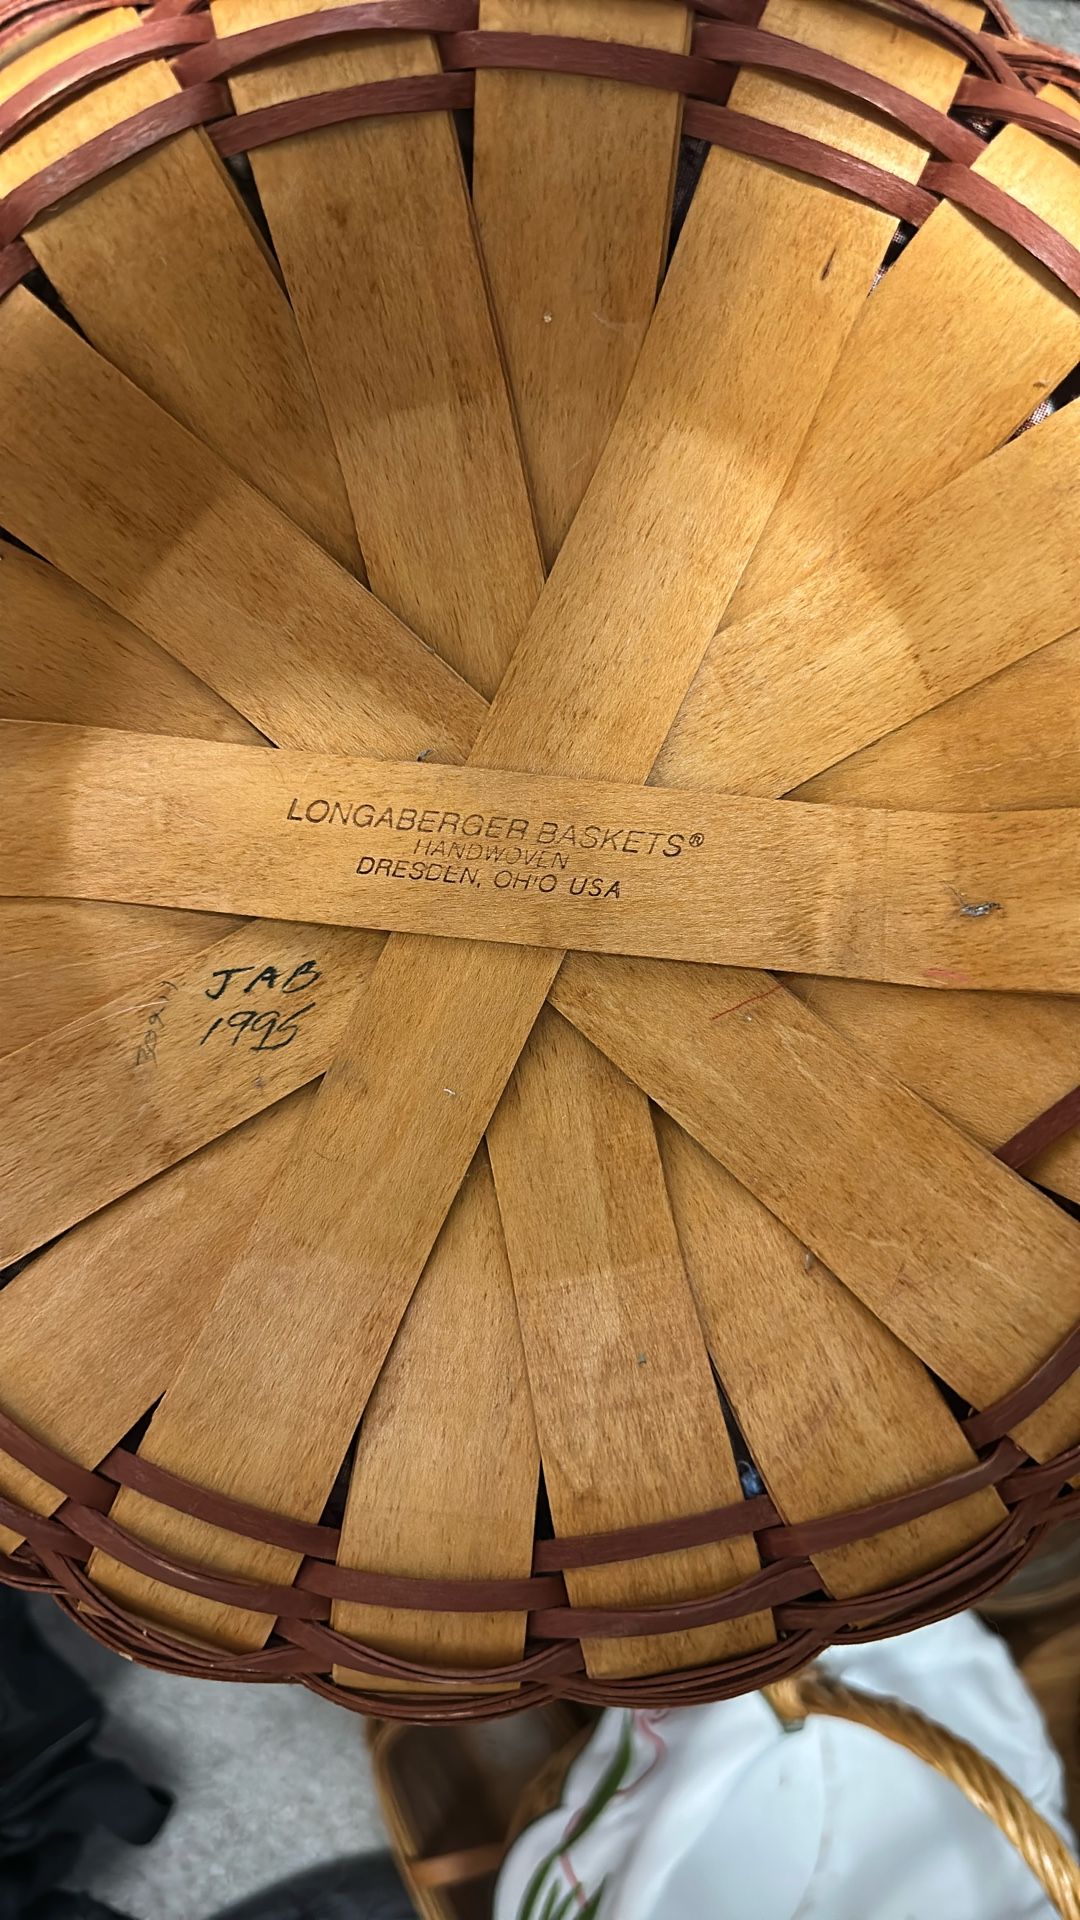 LONGABERGER BASKETS®
HANDWOVEN
DRESDEN, OHIO USA
JAB
1995